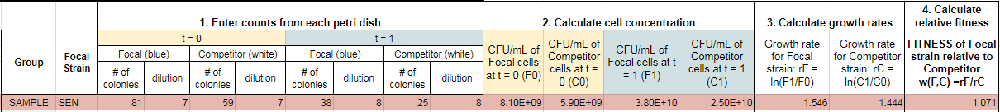 1. Enter counts from each petri dish
2. Calculate cell concentration
3. Calculate growth rates
4. Calculate
relative fitness
Group
Focal
Strain
t = 0
t = 1
Focal (blue)
Competitor (white)
Focal (blue)
Competitor (white)
# of
colonies
dilution
# of
colonies
dilution
# of
colonies
dilution
# of
colonies
dilution
CFU/mL of
Focal cells
at t = 0 (F0)
CFU/mL of
Competitor
cells at t =
0 (C0)
CFU/mL of
Focal cells at t
= 1 (F1)
CFU/mL of
Competitor
cells at t = 1
(C1)
Growth rate
for Focal
strain: rF =
ln(F1/F0)
Growth rate
for Competitor
strain: rC =
ln(C1/C0)
FITNESS of Focal
strain relative to
Competitor
w(F,C) =rF/rC
SAMPLE SEN 81 7 59 7 38 8 25 8 8.10E+09 5.90E+09 3.80E+10 2.50E+10 1.546 1.444 1.071